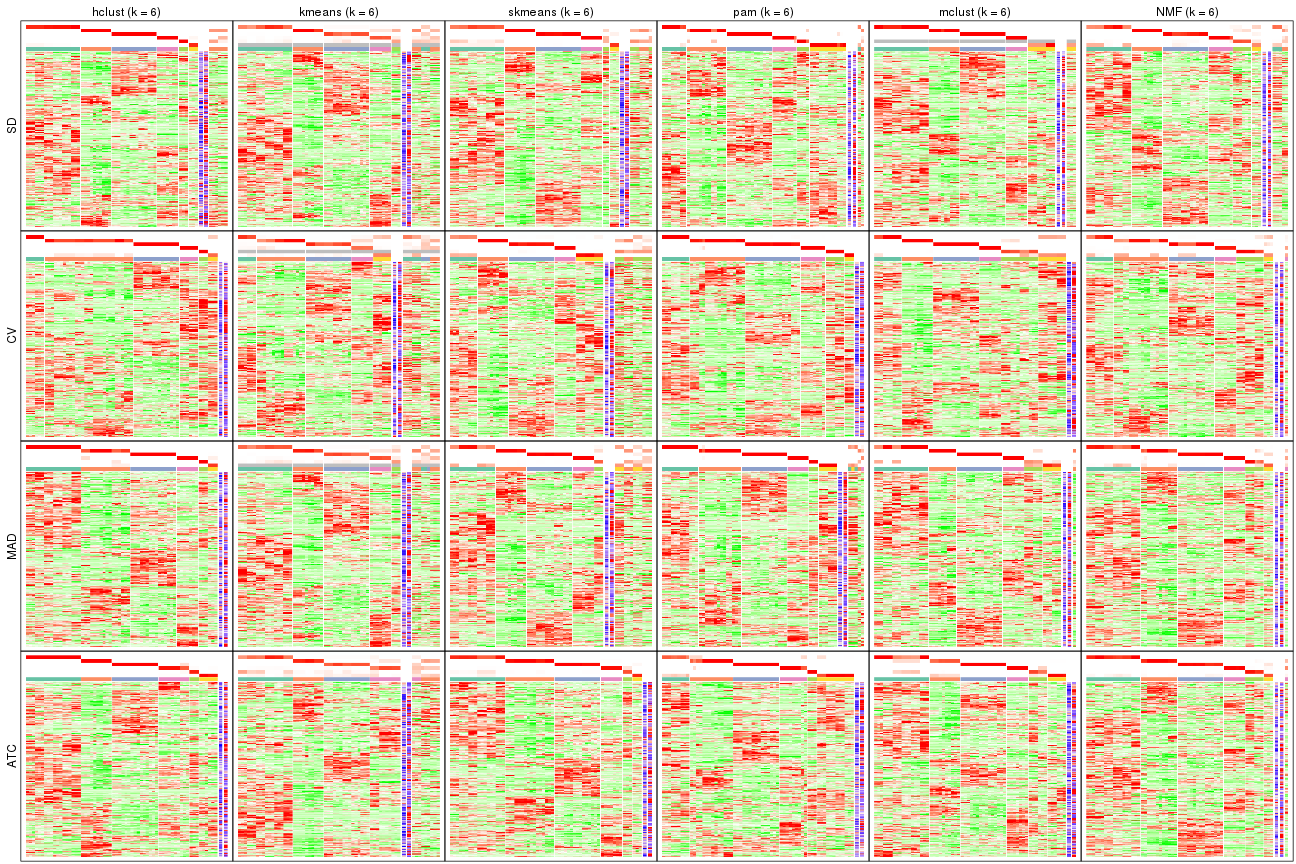 hclust (k = 6) kmeans (k = 6) skmeans (k = 6) pam (k = 6) mclust (k = 6) NMF (k = 6)
SD
CV
MAD
ATC